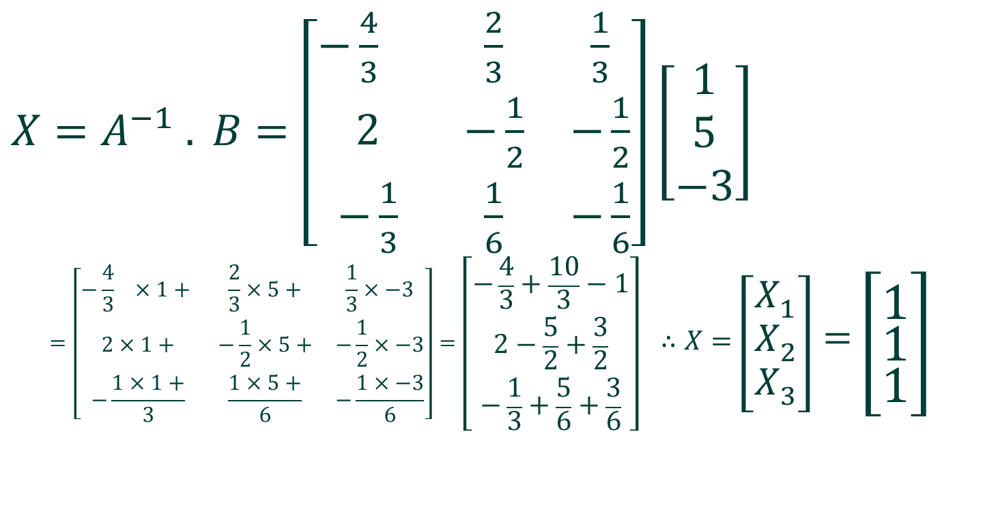 X = A⁻¹ . B = [ −4/3 2/3 1/3 ; 2 −1/2 −1/2 ; −1/3 1/6 −1/6 ] [ 1 ; 5 ; −3 ]
= [ −4/3 × 1 + 2/3 × 5 + 1/3 × −3 ; 2 × 1 + −1/2 × 5 + −1/2 × −3 ; −(1 × 1 +)/3 (1 × 5 +)/6 −(1 × −3)/6 ] = [ −4/3 + 10/3 − 1 ; 2 − 5/2 + 3/2 ; −1/3 + 5/6 + 3/6 ] ∴ X = [ X₁ ; X₂ ; X₃ ] = [ 1 ; 1 ; 1 ]